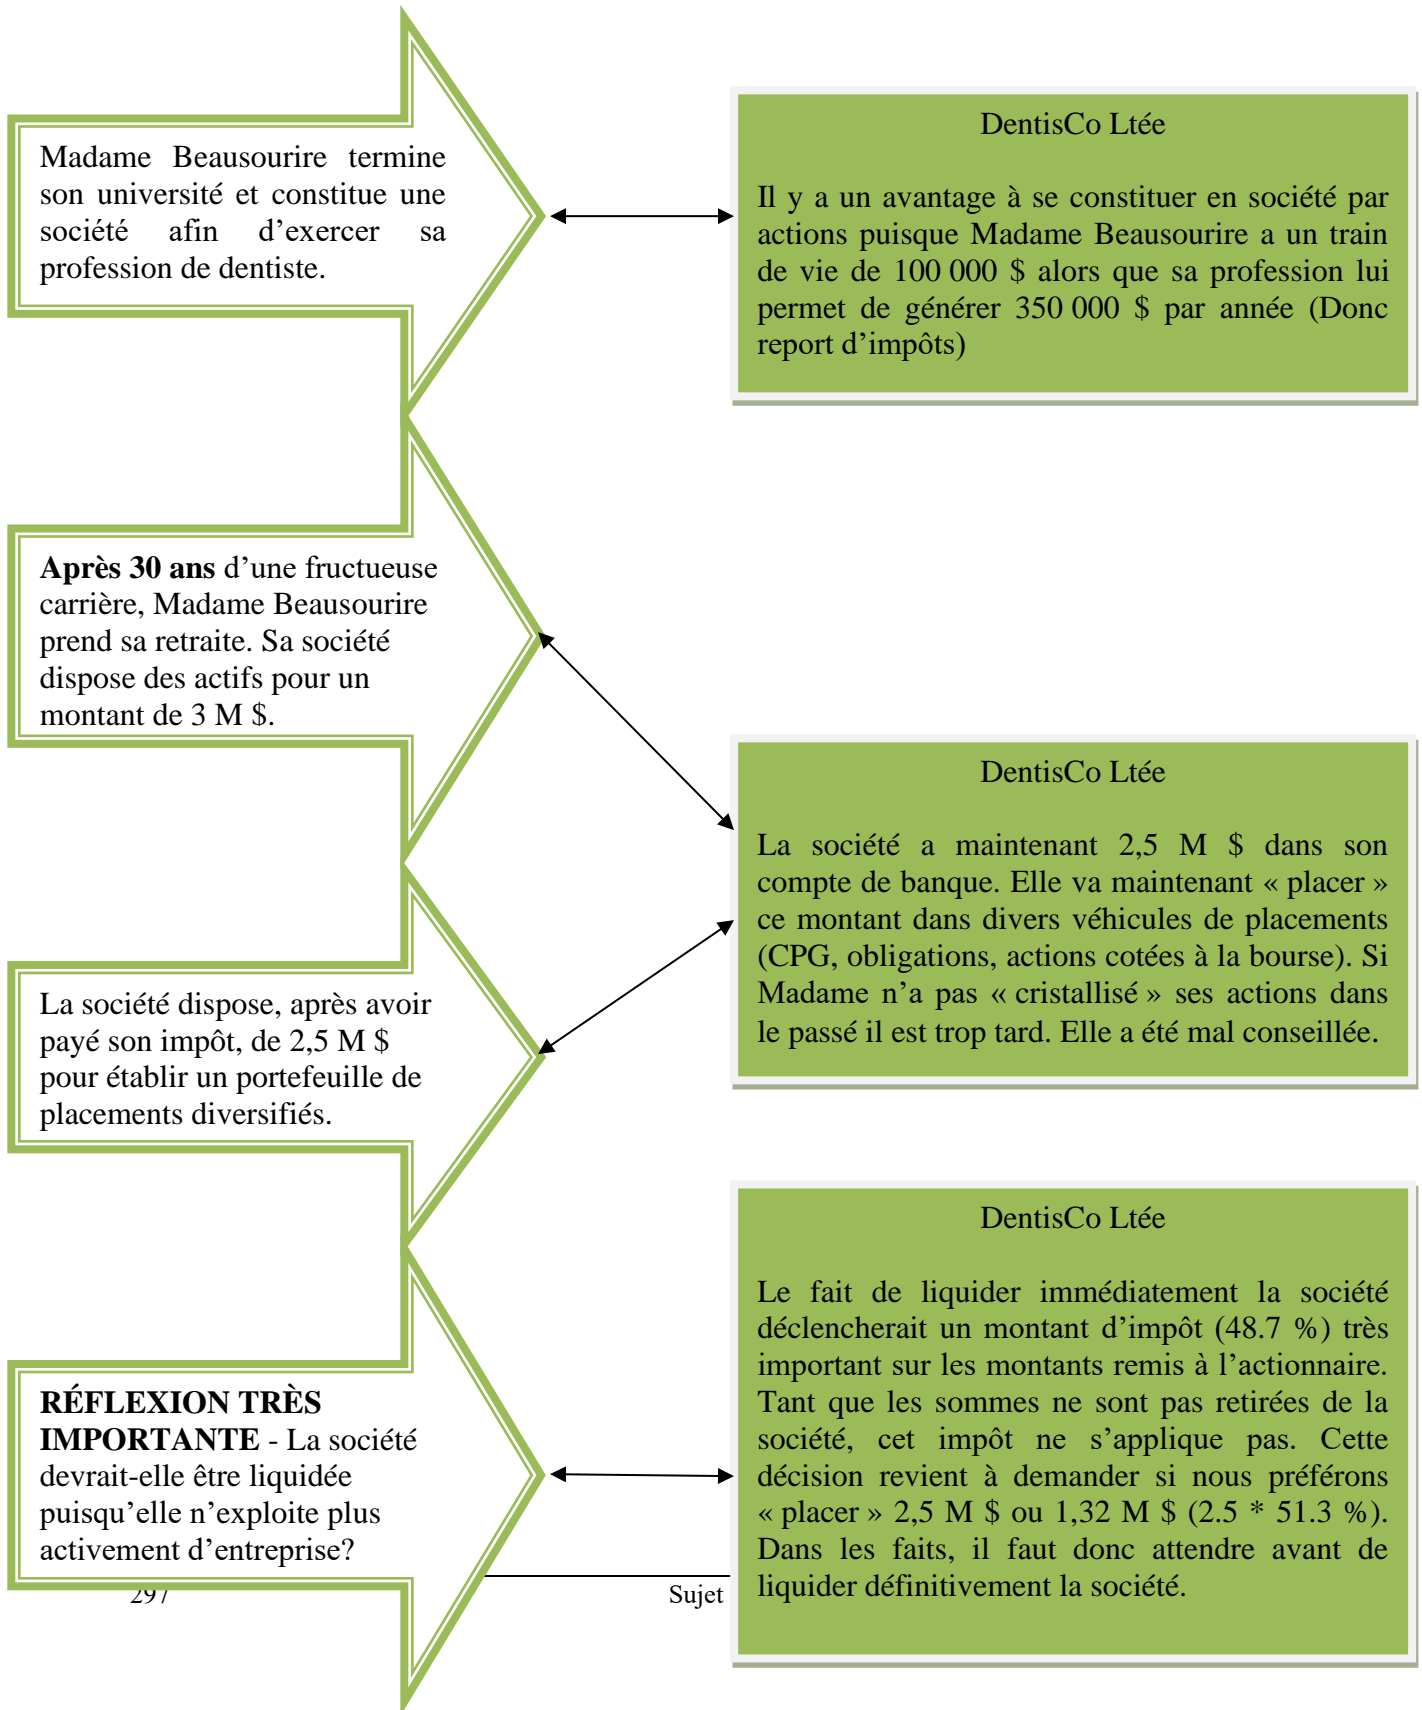 Madame Beausourire termine
son université et constitue une
société afin d’exercer sa
profession de dentiste.
DentisCo Ltée
Il y a un avantage à se constituer en société par
actions puisque Madame Beausourire a un train
de vie de 100 000 $ alors que sa profession lui
permet de générer 350 000 $ par année (Donc
report d’impôts)
Après 30 ans d’une fructueuse
carrière, Madame Beausourire
prend sa retraite. Sa société
dispose des actifs pour un
montant de 3 M $.
DentisCo Ltée
La société a maintenant 2,5 M $ dans son
compte de banque. Elle va maintenant « placer »
ce montant dans divers véhicules de placements
(CPG, obligations, actions cotées à la bourse). Si
Madame n’a pas « cristallisé » ses actions dans
le passé il est trop tard. Elle a été mal conseillée.
La société dispose, après avoir
payé son impôt, de 2,5 M $
pour établir un portefeuille de
placements diversifiés.
DentisCo Ltée
Le fait de liquider immédiatement la société
déclencherait un montant d’impôt (48.7 %) très
important sur les montants remis à l’actionnaire.
Tant que les sommes ne sont pas retirées de la
société, cet impôt ne s’applique pas. Cette
décision revient à demander si nous préférons
« placer » 2,5 M $ ou 1,32 M $ (2.5 * 51.3 %).
Dans les faits, il faut donc attendre avant de
liquider définitivement la société.
RÉFLEXION TRÈS
IMPORTANTE - La société
devrait-elle être liquidée
puisqu’elle n’exploite plus
activement d’entreprise?
297
Sujet